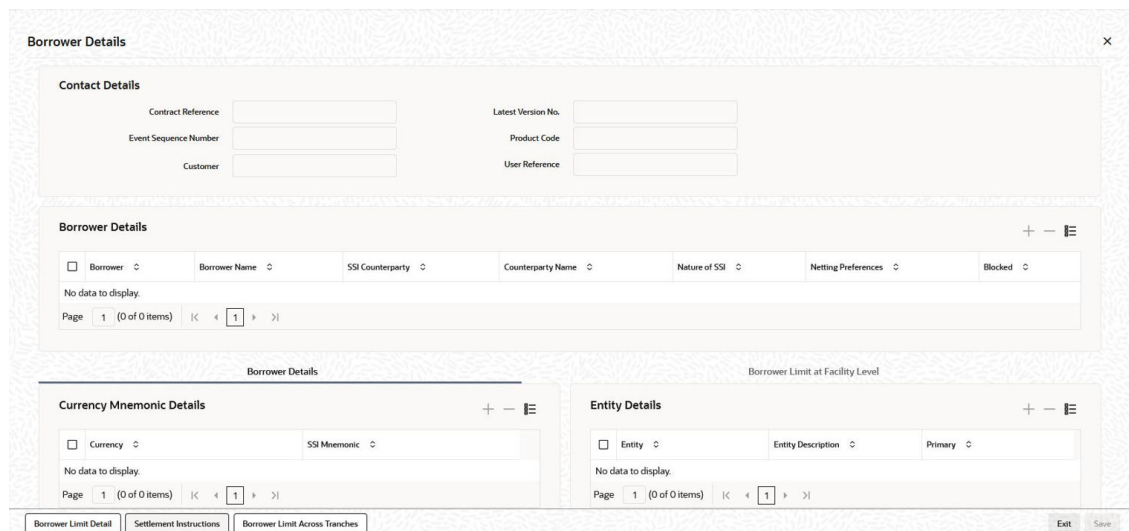 Borrower Details
Contact Details
Contract Reference Latest Version No.
Event Sequence Number Product Code
Customer User Reference
Borrower Details
Borrower Borrower Name SSI Counterparty Counterparty Name Nature of SSI Netting Preferences Blocked
No data to display.
Page 1 (0 of 0 items) 1
Borrower Details Borrower Limit at Facility Level
Currency Mnemonic Details Entity Details
Currency SSI Mnemonic Entity Entity Description Primary
No data to display. No data to display.
Page 1 (0 of 0 items) 1 Page 1 (0 of 0 items) 1
Borrower Limit Detail Settlement Instructions Borrower Limit Across Tranches Exit Save